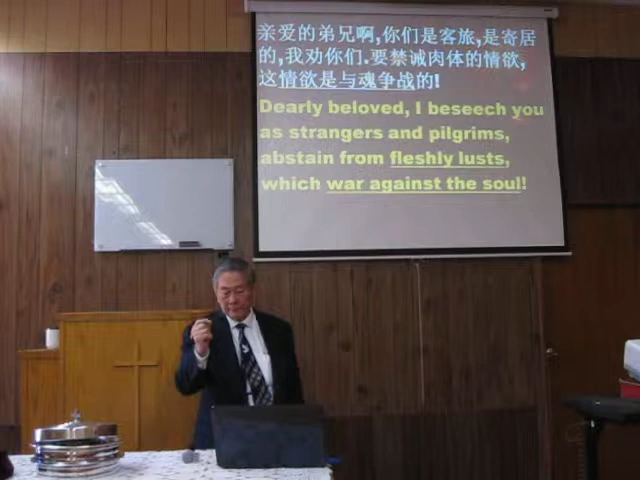 亲爱的弟兄啊,你们是客旅,是寄居
的,我劝你们.要禁诫肉体的情欲,
这情欲是与魂争战的!
Dearly beloved, I beseech you
as strangers and pilgrims,
abstain from fleshly lusts,
which war against the soul!